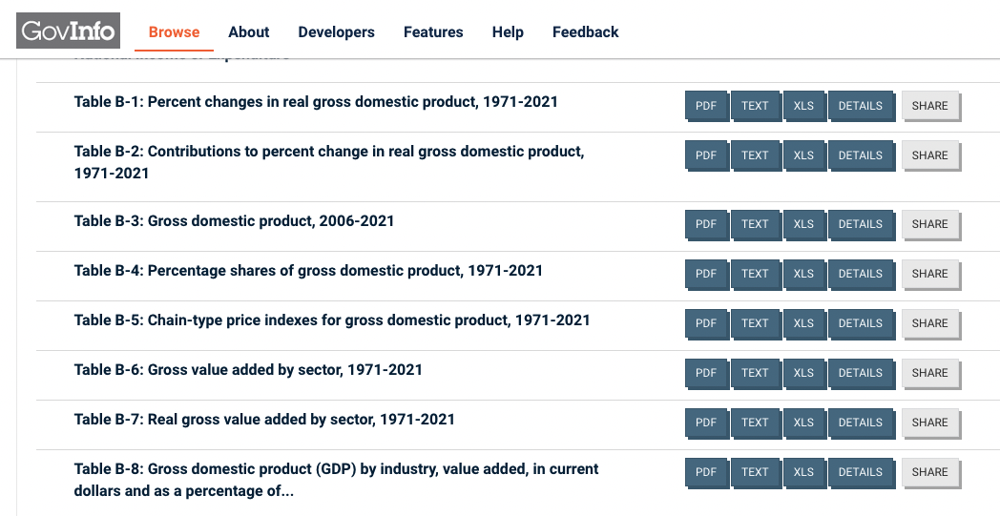 GovInfo
Browse
About
Developers
Features
Help
Feedback
Table B-1: Percent changes in real gross domestic product, 1971-2021
PDF TEXT XLS DETAILS SHARE
Table B-2: Contributions to percent change in real gross domestic product,
1971-2021
PDF TEXT XLS DETAILS SHARE
Table B-3: Gross domestic product, 2006-2021
PDF TEXT XLS DETAILS SHARE
Table B-4: Percentage shares of gross domestic product, 1971-2021
PDF TEXT XLS DETAILS SHARE
Table B-5: Chain-type price indexes for gross domestic product, 1971-2021
PDF TEXT XLS DETAILS SHARE
Table B-6: Gross value added by sector, 1971-2021
PDF TEXT XLS DETAILS SHARE
Table B-7: Real gross value added by sector, 1971-2021
PDF TEXT XLS DETAILS SHARE
Table B-8: Gross domestic product (GDP) by industry, value added, in current
dollars and as a percentage of...
PDF TEXT XLS DETAILS SHARE